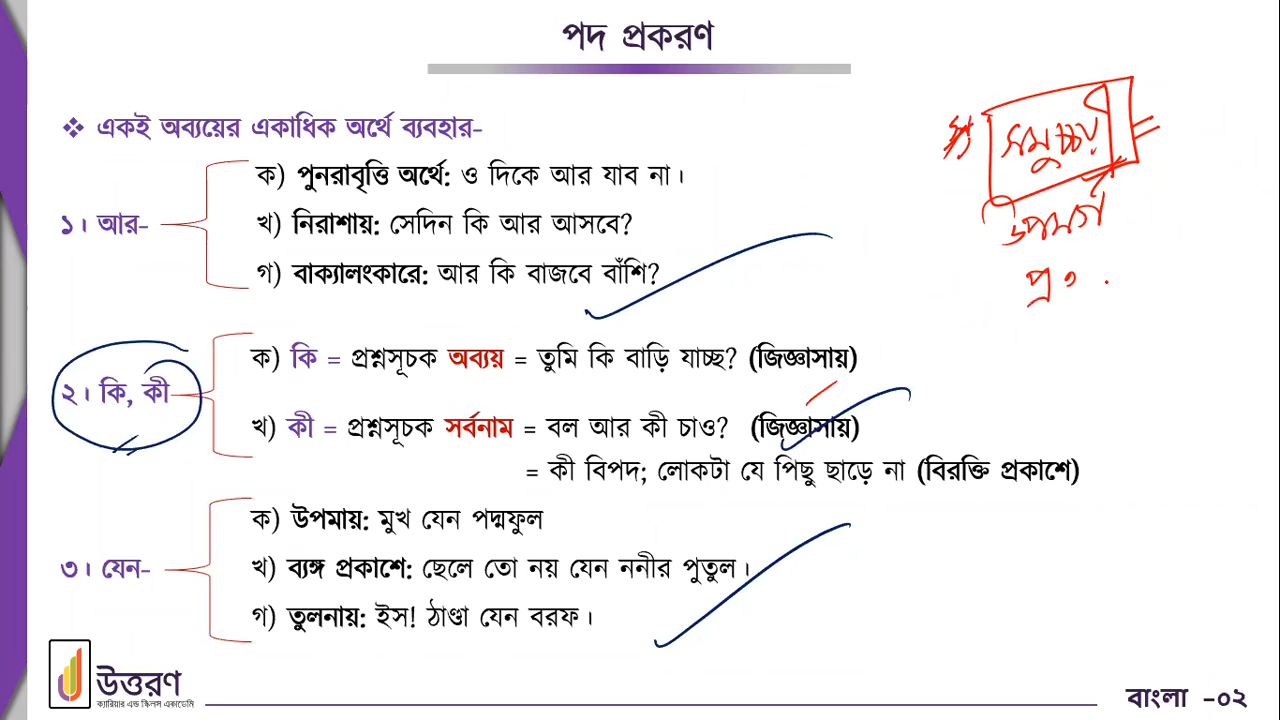 পদ প্রকরণ
❖ একই অব্যয়ের একাধিক অর্থে ব্যবহার-
১। আর-
ক) পুনরাবৃত্তি অর্থে: ও দিকে আর যাব না।
খ) নিরাশায়: সেদিন কি আর আসবে?
গ) বাক্যালংকারে: আর কি বাজবে বাঁশি?
২। কি, কী
ক) কি = প্রশ্নসূচক অব্যয় = তুমি কি বাড়ি যাচ্ছ? (জিজ্ঞাসায়)
খ) কী = প্রশ্নসূচক সর্বনাম = বল আর কী চাও? (জিজ্ঞাসায়)
= কী বিপদ; লোকটা যে পিছু ছাড়ে না (বিরক্তি প্রকাশে)
৩। যেন-
ক) উপমায়: মুখ যেন পদ্মফুল
খ) ব্যঙ্গ প্রকাশে: ছেলে তো নয় যেন ননীর পুতুল।
গ) তুলনায়: ইস! ঠাণ্ডা যেন বরফ।
সমুচ্চয়
উপসর্গ
উত্তরণ
ক্যারিয়ার এন্ড স্কিলস একাডেমি
বাংলা -০২